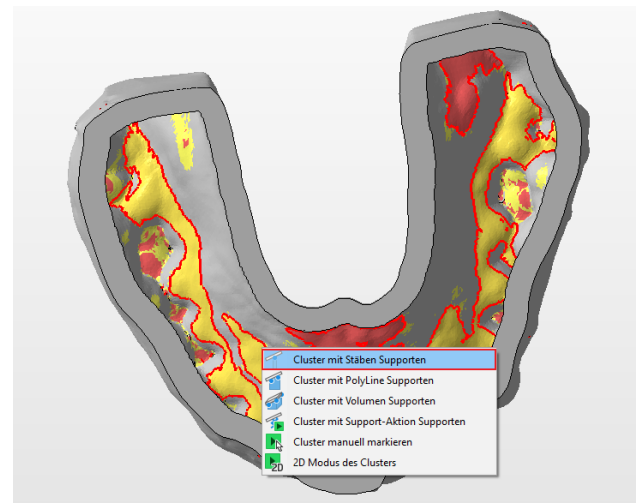 Cluster mit Stäben Supporten
Cluster mit PolyLine Supporten
Cluster mit Volumen Supporten
Cluster mit Support-Aktion Supporten
Cluster manuell markieren
2D
2D Modus des Clusters